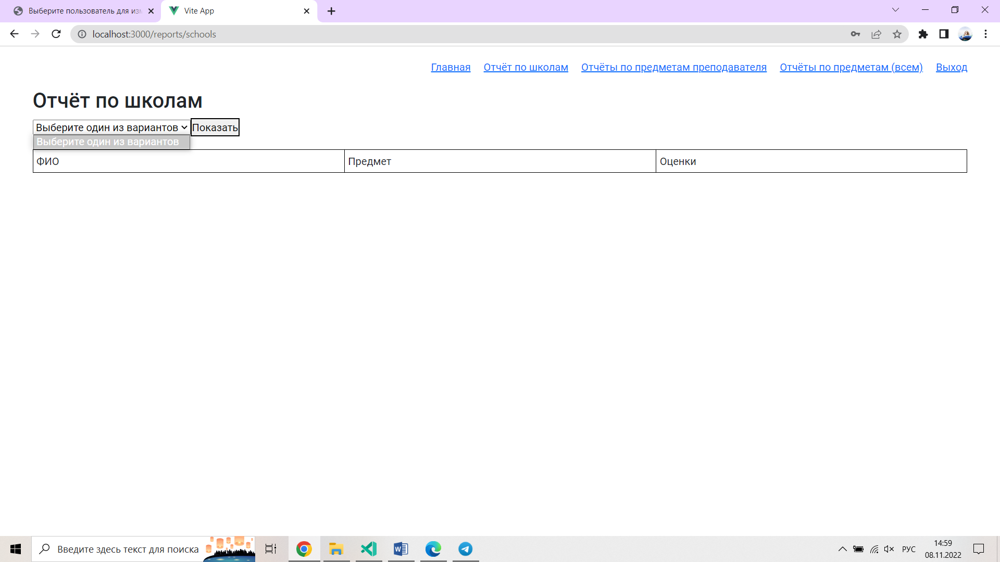 Выберите пользователь для изм
Vite App
localhost:3000/reports/schools
Главная Отчёт по школам Отчёты по предметам преподавателя Отчёты по предметам (всем) Выход
Отчёт по школам
Выберите один из вариантов Показать
Выберите один из вариантов
ФИО Предмет Оценки
Введите здесь текст для поиска
РУС
14:59
08.11.2022